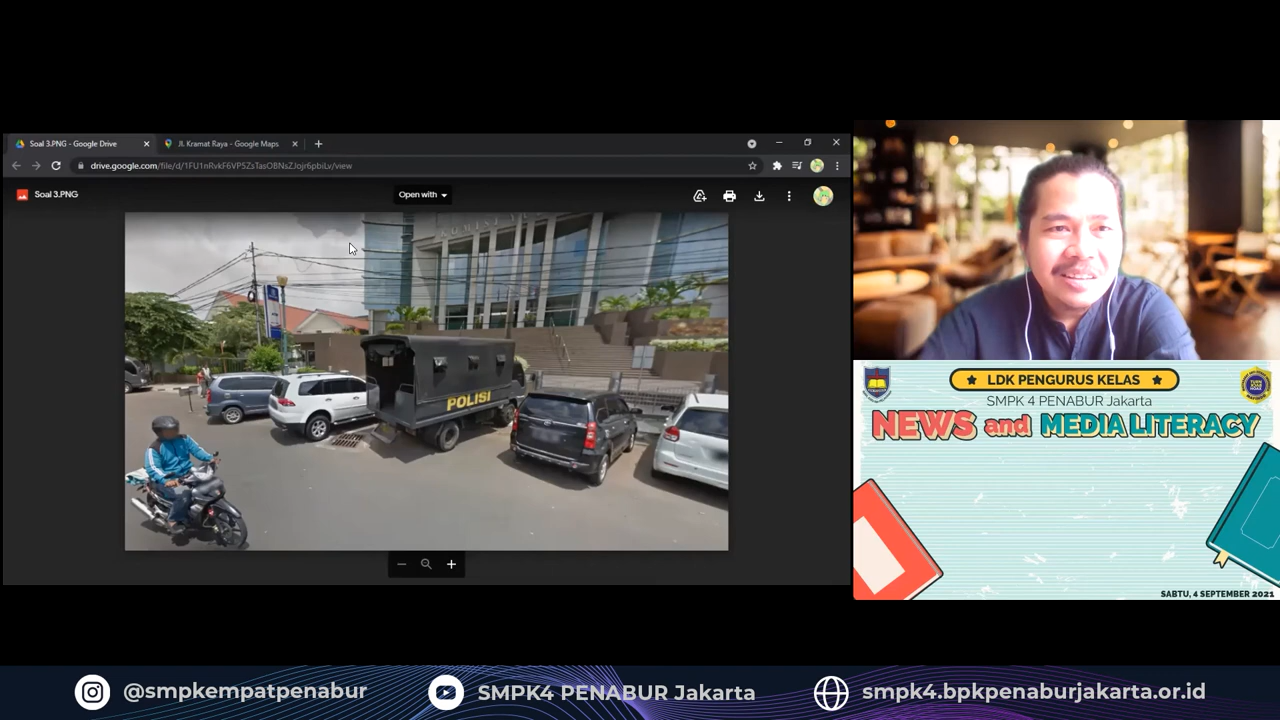 Soal 3.PNG - Google Drive
Jl. Kramat Raya - Google Maps
drive.google.com/file/d/1FU1nRvkF6VP5ZsTasOBNsZJojr6pbiLv/view
Soal 3.PNG
Open with
POLISI
LDK PENGURUS KELAS
SMPK 4 PENABUR Jakarta
NEWS and MEDIA LITERACY
SABTU, 4 SEPTEMBER 2021
@smpkempatpenabur
SMPK4 PENABUR Jakarta
smpk4.bpkpenaburjakarta.or.id